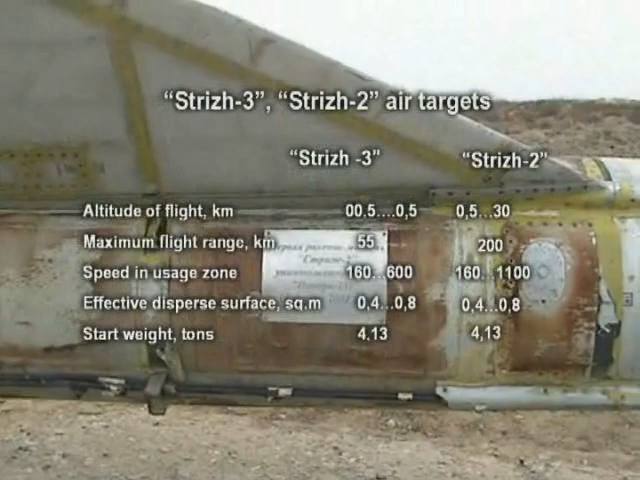 “Strizh-3”, “Strizh-2” air targets
“Strizh -3” “Strizh-2”
Altitude of flight, km 00,5....0,5 0,5...30
Maximum flight range, km 55 200
Speed in usage zone 160...600 160...1100
Effective disperse surface, sq.m 0,4...0,8 0,4...0,8
Start weight, tons 4,13 4,13